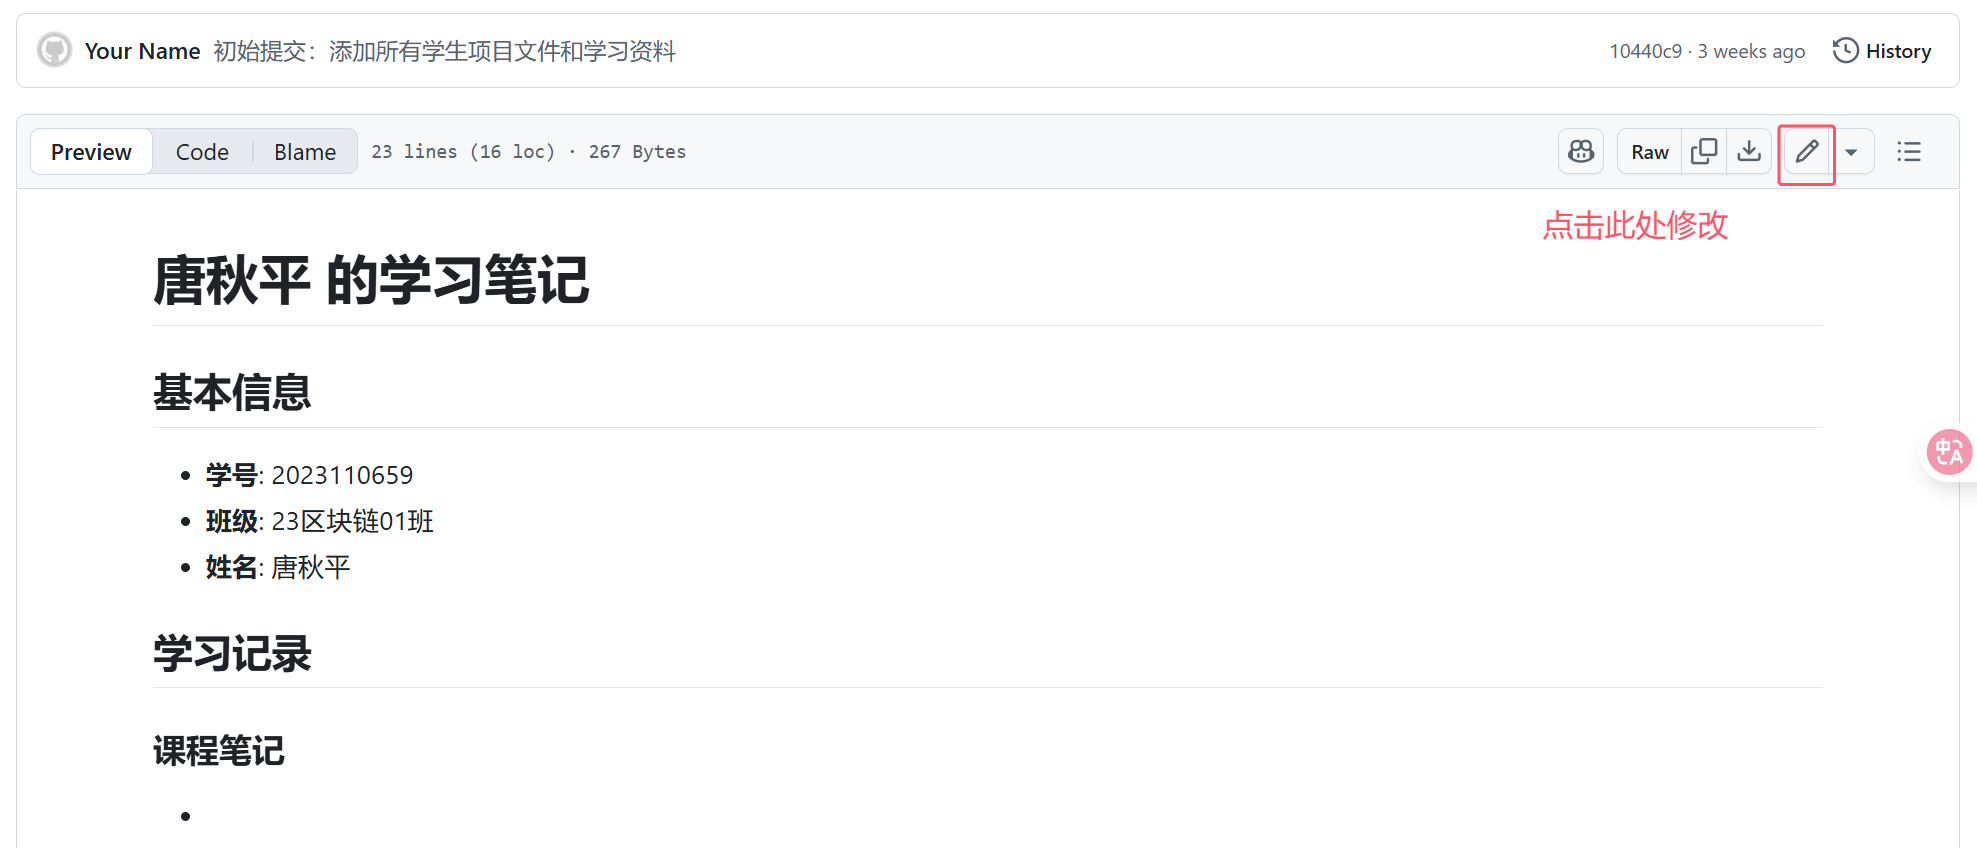 Your Name 初始提交：添加所有学生项目文件和学习资料 10440c9 · 3 weeks ago History
Preview Code Blame 23 lines (16 loc) · 267 Bytes Raw
点击此处修改
唐秋平 的学习笔记
基本信息
学号: 2023110659
班级: 23区块链01班
姓名: 唐秋平
中A
学习记录
课程笔记